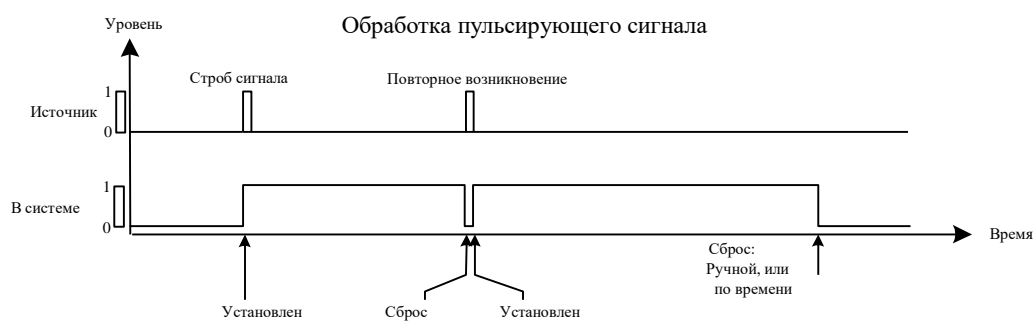 Обработка пульсирующего сигнала
Уровень
Строб сигнала
Повторное возникновение
1
Источник
0
1
В системе
0
Время
Сброс:
Ручной, или
по времени
Установлен
Сброс
Установлен